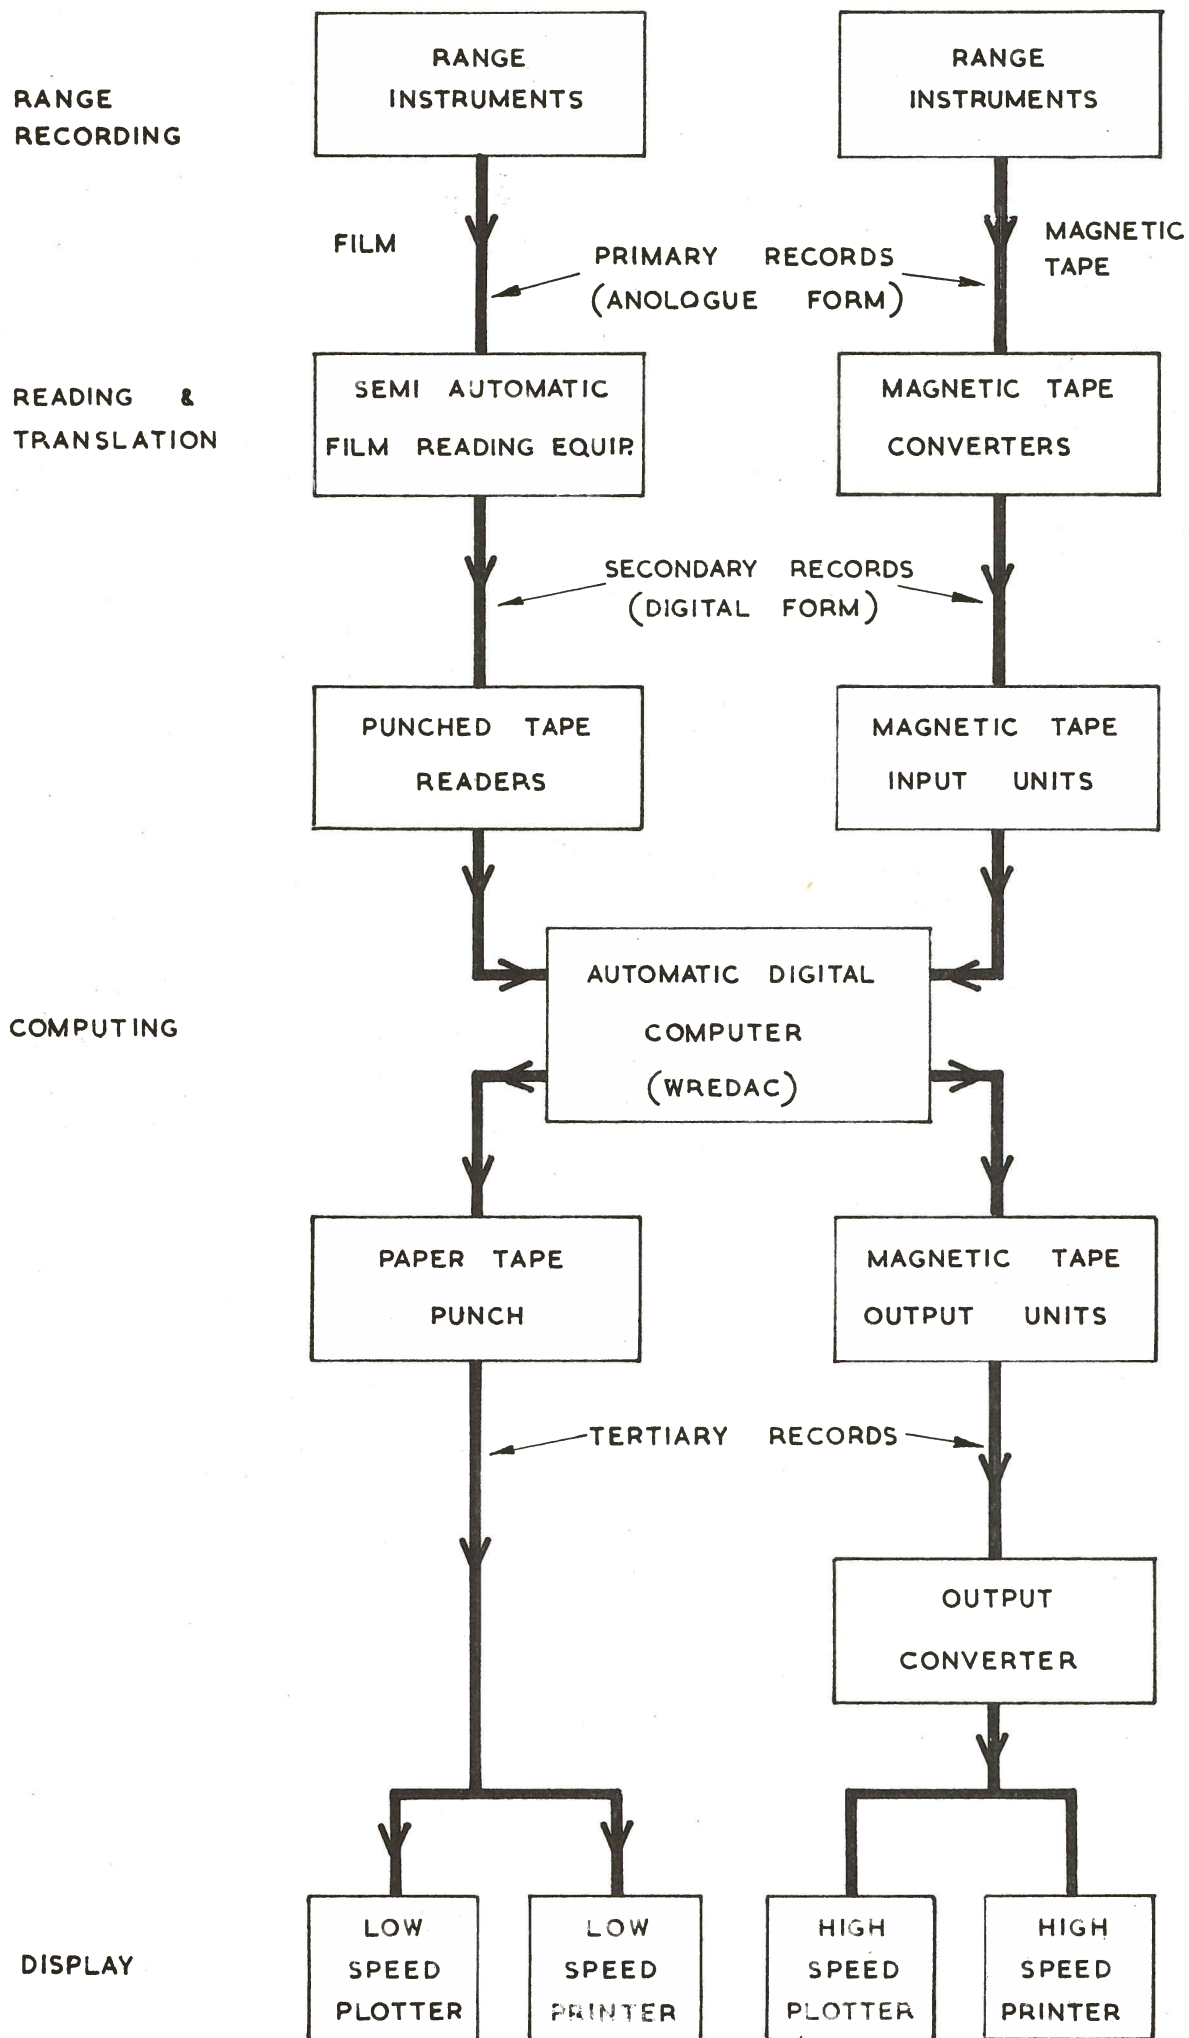 RANGE
INSTRUMENTS
RANGE
INSTRUMENTS
RANGE
RECORDING
FILM
MAGNETIC
TAPE
PRIMARY RECORDS
(ANOLOGUE FORM)
READING &
TRANSLATION
SEMI AUTOMATIC
FILM READING EQUIP.
MAGNETIC TAPE
CONVERTERS
SECONDARY RECORDS
(DIGITAL FORM)
PUNCHED TAPE
READERS
MAGNETIC TAPE
INPUT UNITS
COMPUTING
AUTOMATIC DIGITAL
COMPUTER
(WREDAC)
PAPER TAPE
PUNCH
MAGNETIC TAPE
OUTPUT UNITS
TERTIARY RECORDS
OUTPUT
CONVERTER
DISPLAY
LOW
SPEED
PLOTTER
LOW
SPEED
PRINTER
HIGH
SPEED
PLOTTER
HIGH
SPEED
PRINTER